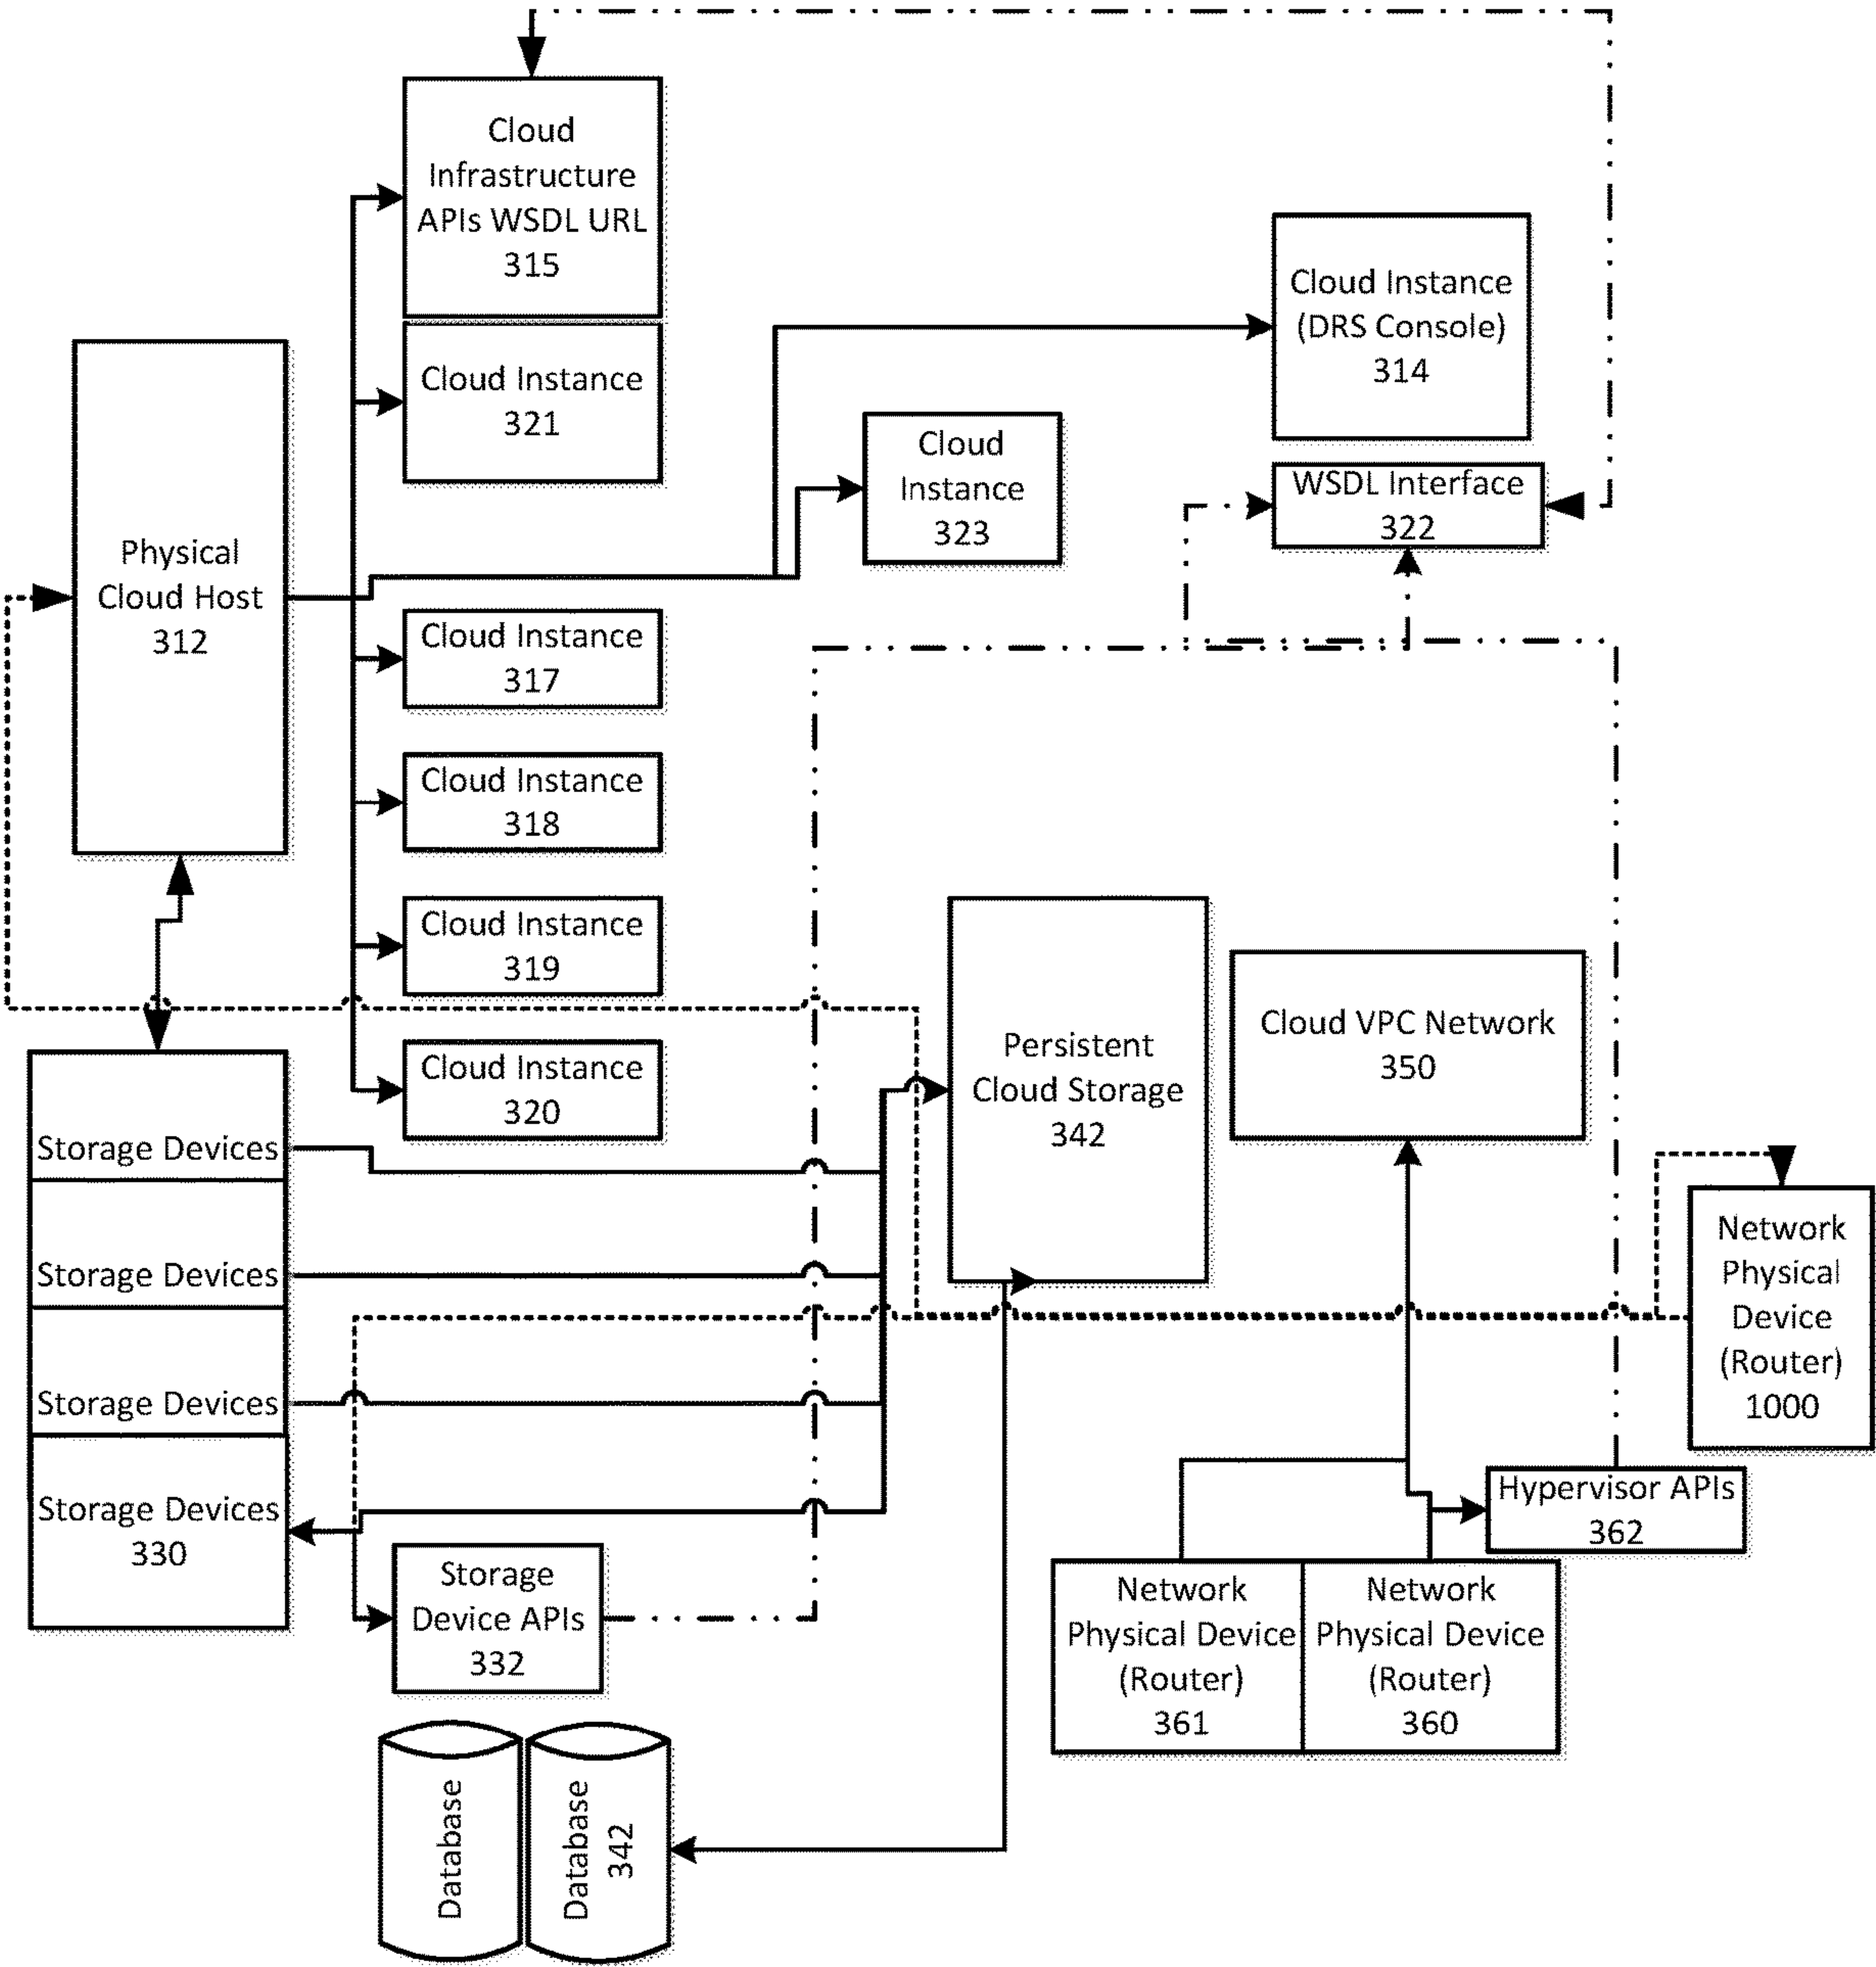 Cloud
Infrastructure
APIs WSDL URL
315
Cloud Instance
321
Cloud Instance
(DRS Console)
314
Cloud
Instance
323
WSDL Interface
322
Physical
Cloud Host
312
Cloud Instance
317
Cloud Instance
318
Cloud Instance
319
Cloud Instance
320
Persistent
Cloud Storage
342
Cloud VPC Network
350
Storage Devices
Storage Devices
Storage Devices
Storage Devices
330
Network
Physical
Device
(Router)
1000
Hypervisor APIs
362
Storage
Device APIs
332
Network
Physical Device
(Router)
361
Network
Physical Device
(Router)
360
Database
Database
342